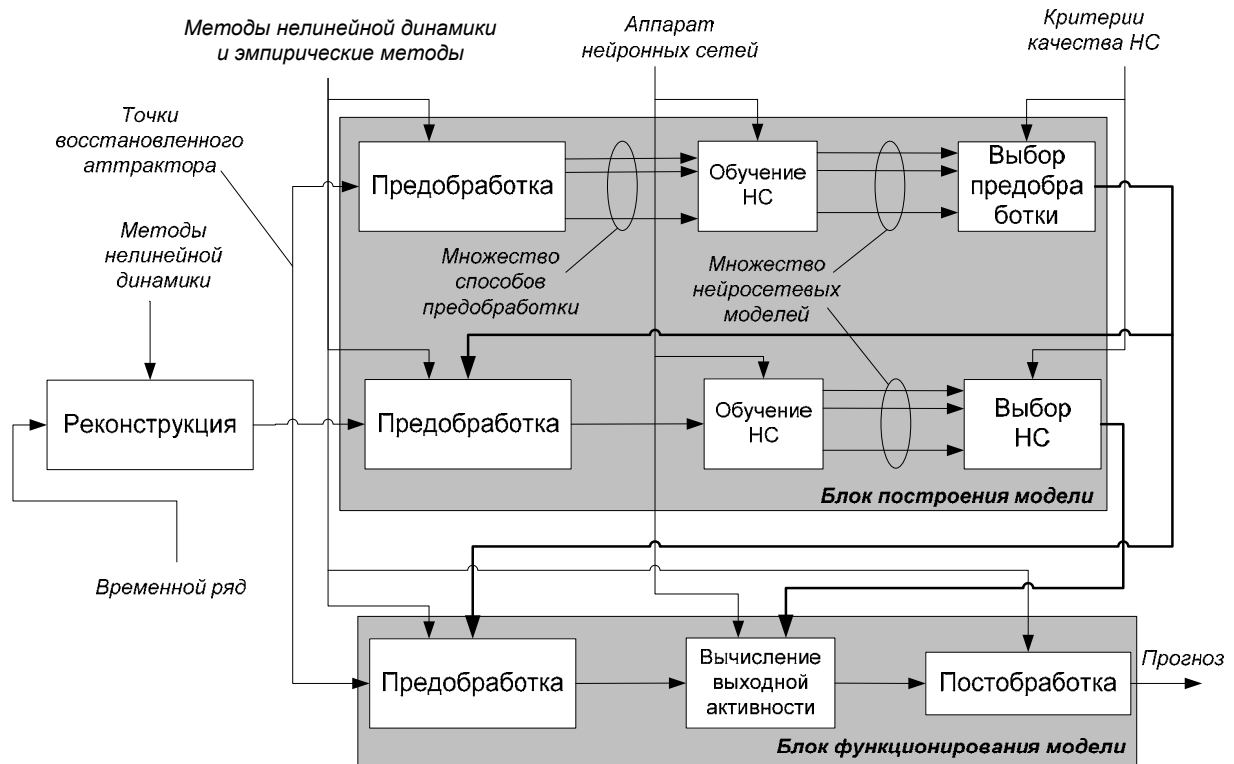 Методы нелинейной динамики
и эмпирические методы
Аппарат
нейронных сетей
Критерии
качества НС
Точки
восстановленного
аттрактора
Предобработка
Обучение
НС
Выбор
предобра
ботки
Методы
нелинейной
динамики
Множество
способов
предобработки
Множество
нейросетевых
моделей
Реконструкция
Предобработка
Обучение
НС
Выбор
НС
Блок построения модели
Временной ряд
Предобработка
Вычисление
выходной
активности
Постобработка
Прогноз
Блок функционирования модели